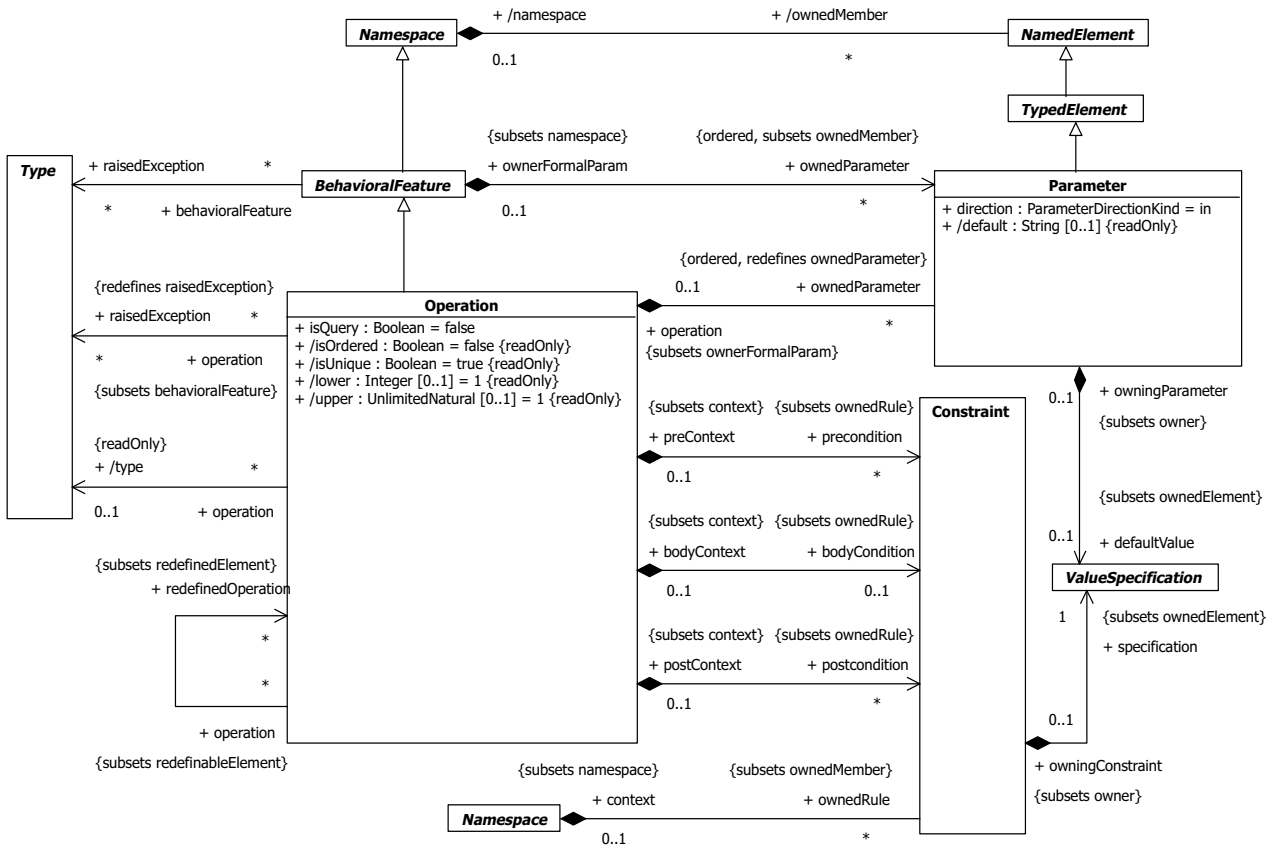 + /namespace
+ /ownedMember
Namespace
NamedElement
0..1
*
TypedElement
{subsets namespace}
{ordered, subsets ownedMember}
Type
+ raisedException
*
+ ownerFormalParam
+ ownedParameter
BehavioralFeature
Parameter
*
+ behavioralFeature
0..1
*
+ direction : ParameterDirectionKind = in
+ /default : String [0..1] {readOnly}
{ordered, redefines ownedParameter}
{redefines raisedException}
0..1
+ ownedParameter
Operation
+ raisedException
*
+ isQuery : Boolean = false
+ operation
*
+ /isOrdered : Boolean = false {readOnly}
{subsets ownerFormalParam}
*
+ operation
+ /isUnique : Boolean = true {readOnly}
+ /lower : Integer [0..1] = 1 {readOnly}
{subsets behavioralFeature}
+ /upper : UnlimitedNatural [0..1] = 1 {readOnly}
0..1
+ owningParameter
{subsets owner}
{subsets context}
{subsets ownedRule}
Constraint
{readOnly}
+ preContext
+ precondition
+ /type
*
0..1
*
0..1
+ operation
{subsets ownedElement}
{subsets context}
{subsets ownedRule}
0..1
+ defaultValue
+ bodyContext
+ bodyCondition
{subsets redefinedElement}
ValueSpecification
+ redefinedOperation
0..1
0..1
1
{subsets ownedElement}
*
{subsets context}
{subsets ownedRule}
+ specification
+ postContext
+ postcondition
*
0..1
*
0..1
+ operation
{subsets redefinableElement}
{subsets namespace}
{subsets ownedMember}
+ owningConstraint
{subsets owner}
+ context
+ ownedRule
Namespace
0..1
*